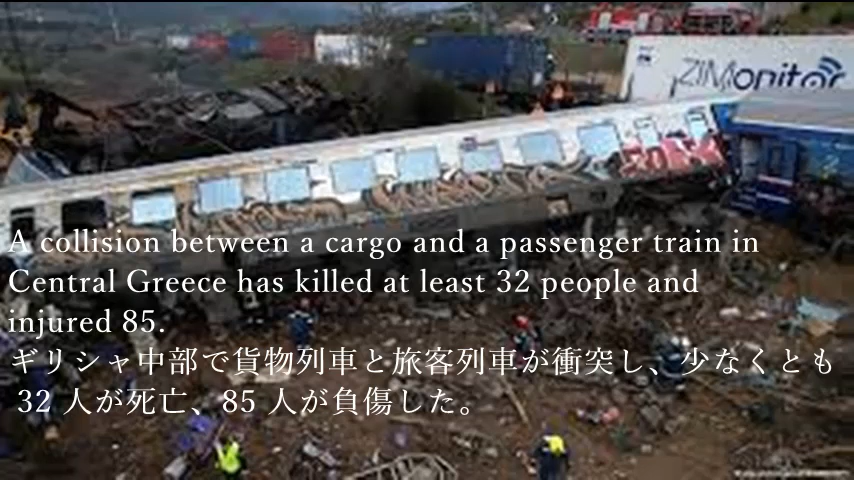 ZIMonitor
A collision between a cargo and a passenger train in
Central Greece has killed at least 32 people and
injured 85.
ギリシャ中部で貨物列車と旅客列車が衝突し、少なくとも
32 人が死亡、85 人が負傷した。